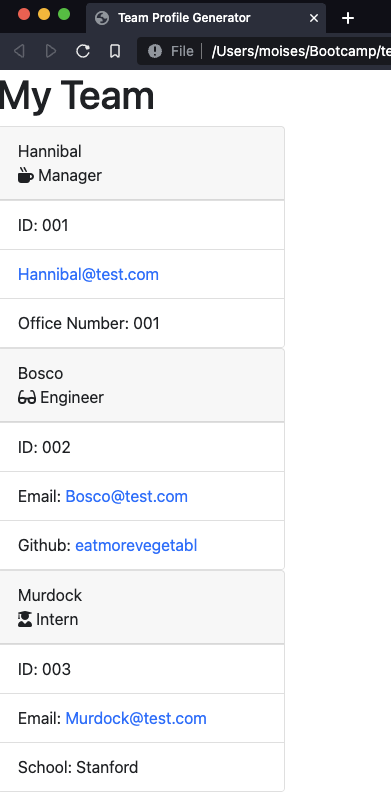 Team Profile Generator
File
/Users/moises/Bootcamp/te
My Team
Hannibal
Manager
ID: 001
Hannibal@test.com
Office Number: 001
Bosco
Engineer
ID: 002
Email: Bosco@test.com
Github: eatmorevegetabl
Murdock
Intern
ID: 003
Email: Murdock@test.com
School: Stanford